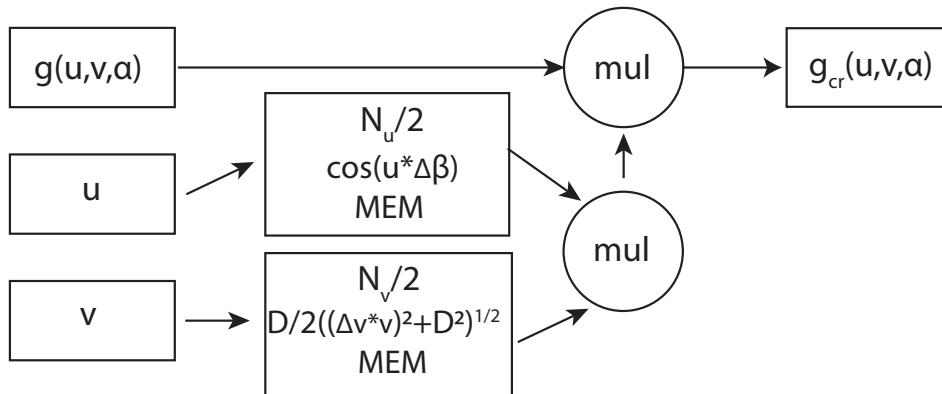 g(u,v,α)
mul
g_cr(u,v,α)
u
N_u/2
cos(u*Δβ)
MEM
mul
v
N_v/2
D/2((Δv*v)²+D²)^1/2
MEM